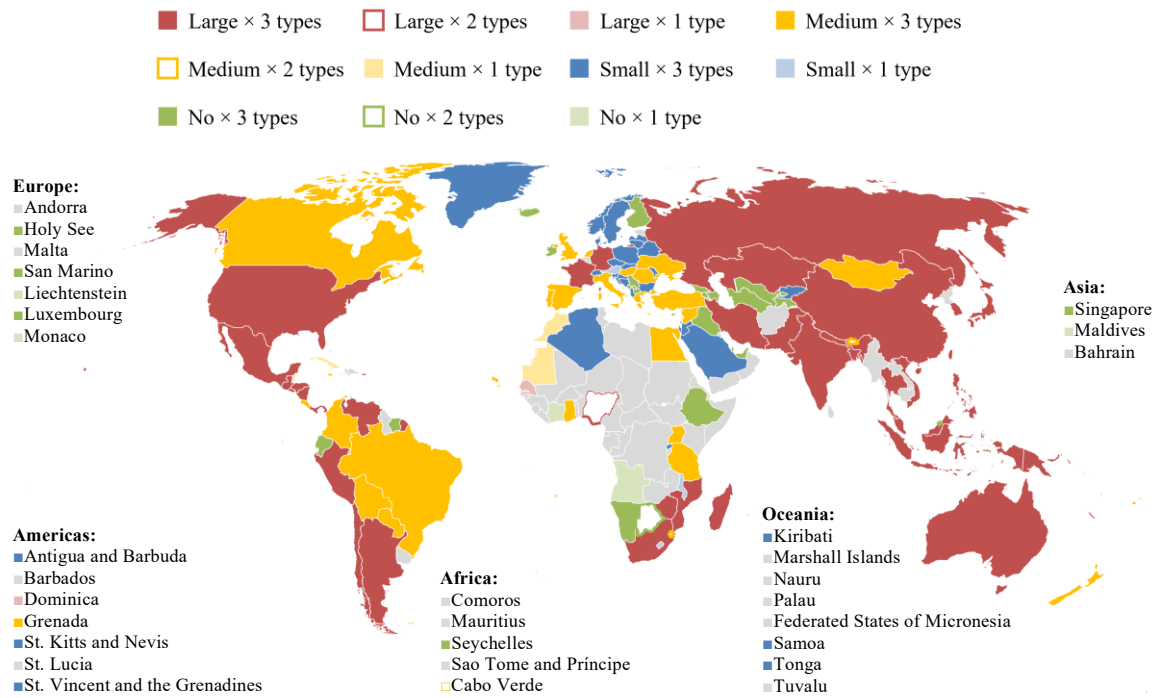 Large × 3 types
Large × 2 types
Large × 1 type
Medium × 3 types
Medium × 2 types
Medium × 1 type
Small × 3 types
Small × 1 type
No × 3 types
No × 2 types
No × 1 type
Europe:
Andorra
Holy See
Malta
San Marino
Liechtenstein
Luxembourg
Monaco
Asia:
Singapore
Maldives
Bahrain
Americas:
Antigua and Barbuda
Barbados
Dominica
Grenada
St. Kitts and Nevis
St. Lucia
St. Vincent and the Grenadines
Africa:
Comoros
Mauritius
Seychelles
Sao Tome and Príncipe
Cabo Verde
Oceania:
Kiribati
Marshall Islands
Nauru
Palau
Federated States of Micronesia
Samoa
Tonga
Tuvalu